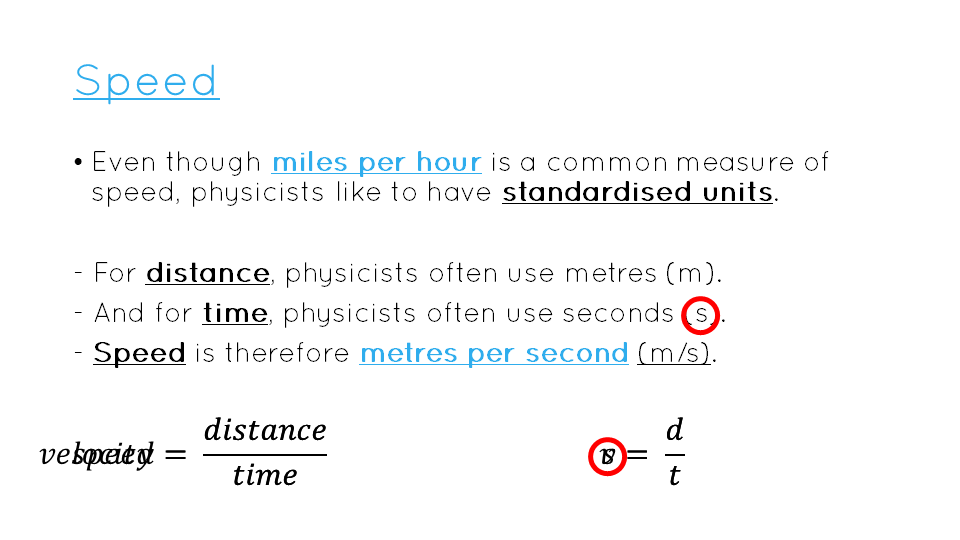 Speed
• Even though miles per hour is a common measure of
speed, physicists like to have standardised units.
- For distance, physicists often use metres (m).
- And for time, physicists often use seconds (s).
- Speed is therefore metres per second (m/s).
velocity speed = distance / time
v s = d / t